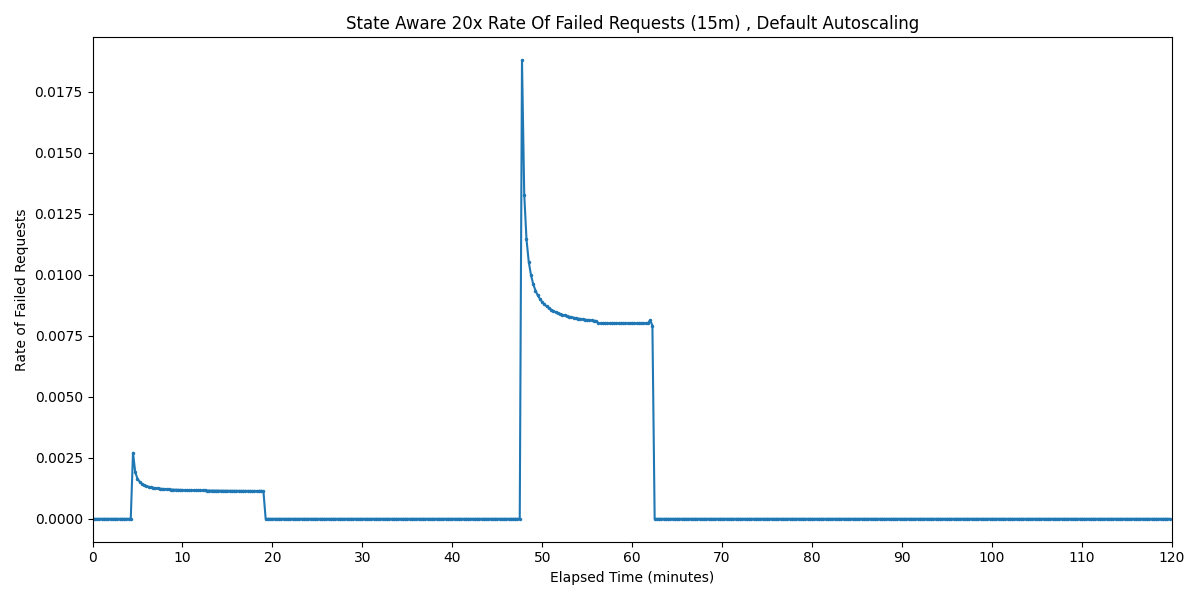 State Aware 20x Rate Of Failed Requests (15m) , Default Autoscaling
Rate of Failed Requests
0.0175
0.0150
0.0125
0.0100
0.0075
0.0050
0.0025
0.0000
0 10 20 30 40 50 60 70 80 90 100 110 120
Elapsed Time (minutes)